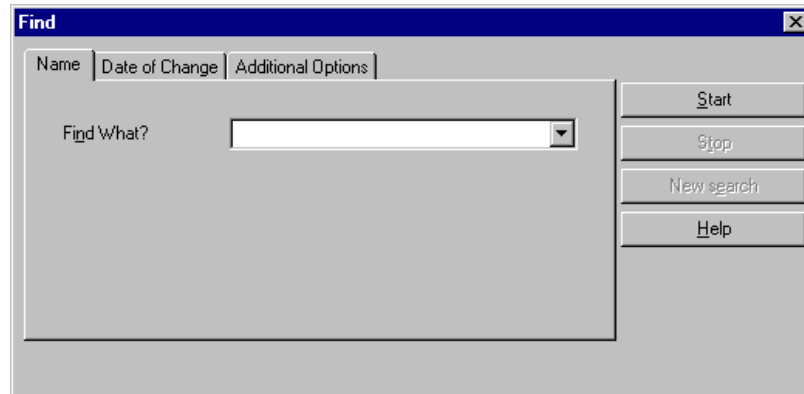 Find
Name Date of Change Additional Options
Find What?
Start
Stop
New search
Help